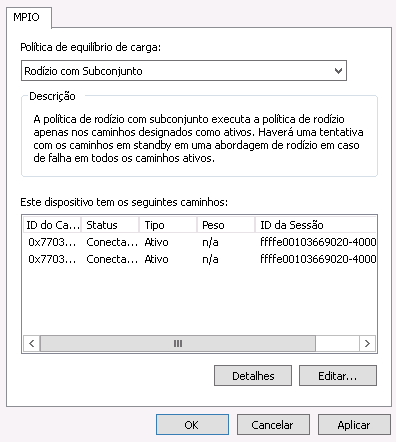 MPIO
Política de equilíbrio de carga:
Rodízio com Subconjunto
Descrição
A política de rodízio com subconjunto executa a política de rodízio
apenas nos caminhos designados como ativos. Haverá uma tentativa
com os caminhos em standby em uma abordagem de rodízio em caso
de falha em todos os caminhos ativos.
Este dispositivo tem os seguintes caminhos:
ID do Ca... Status Tipo Peso ID da Sessão
0x7703... Conecta... Ativo n/a ffffe00103669020-4000
0x7703... Conecta... Ativo n/a ffffe00103669020-4000
Detalhes Editar...
OK Cancelar Aplicar